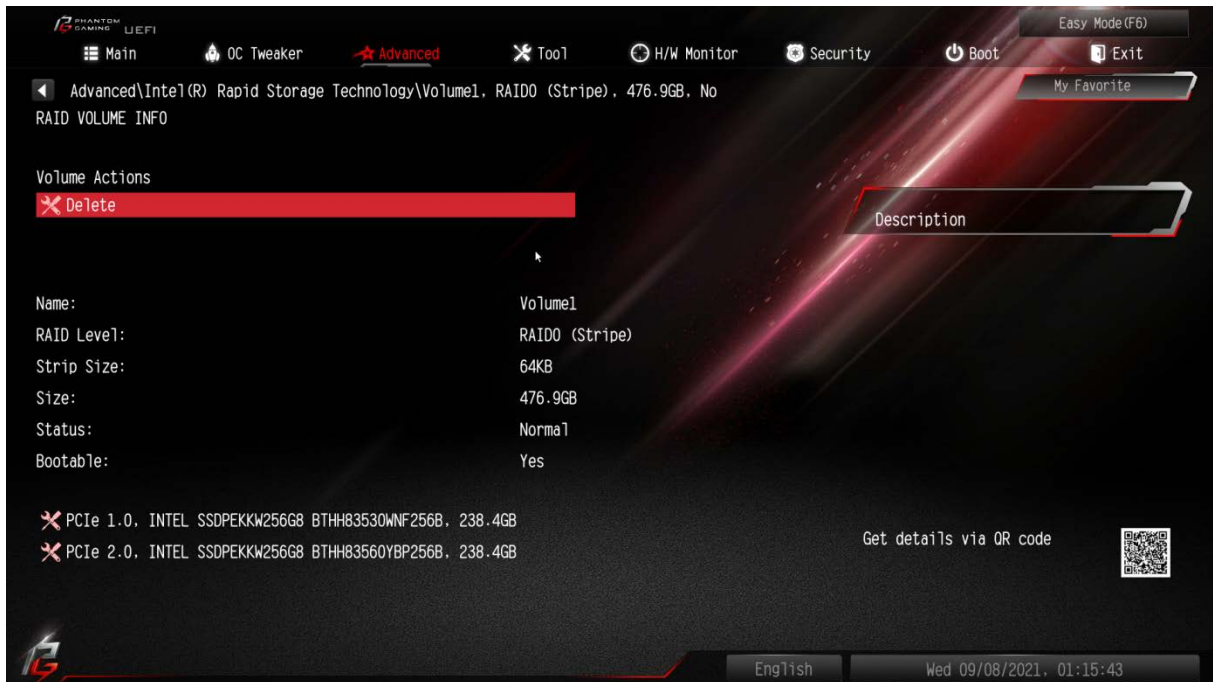 PHANTOM GAMING UEFI
Easy Mode(F6)
Main OC Tweaker Advanced Tool H/W Monitor Security Boot Exit
Advanced\Intel(R) Rapid Storage Technology\Volume1, RAID0 (Stripe), 476.9GB, No
My Favorite
RAID VOLUME INFO
Volume Actions
Delete
Description
Name: Volume1
RAID Level: RAID0 (Stripe)
Strip Size: 64KB
Size: 476.9GB
Status: Normal
Bootable: Yes
PCIe 1.0, INTEL SSDPEKKW256G8 BTHH83530WNF256B, 238.4GB
PCIe 2.0, INTEL SSDPEKKW256G8 BTHH83560YBP256B, 238.4GB
Get details via QR code
English
Wed 09/08/2021, 01:15:43